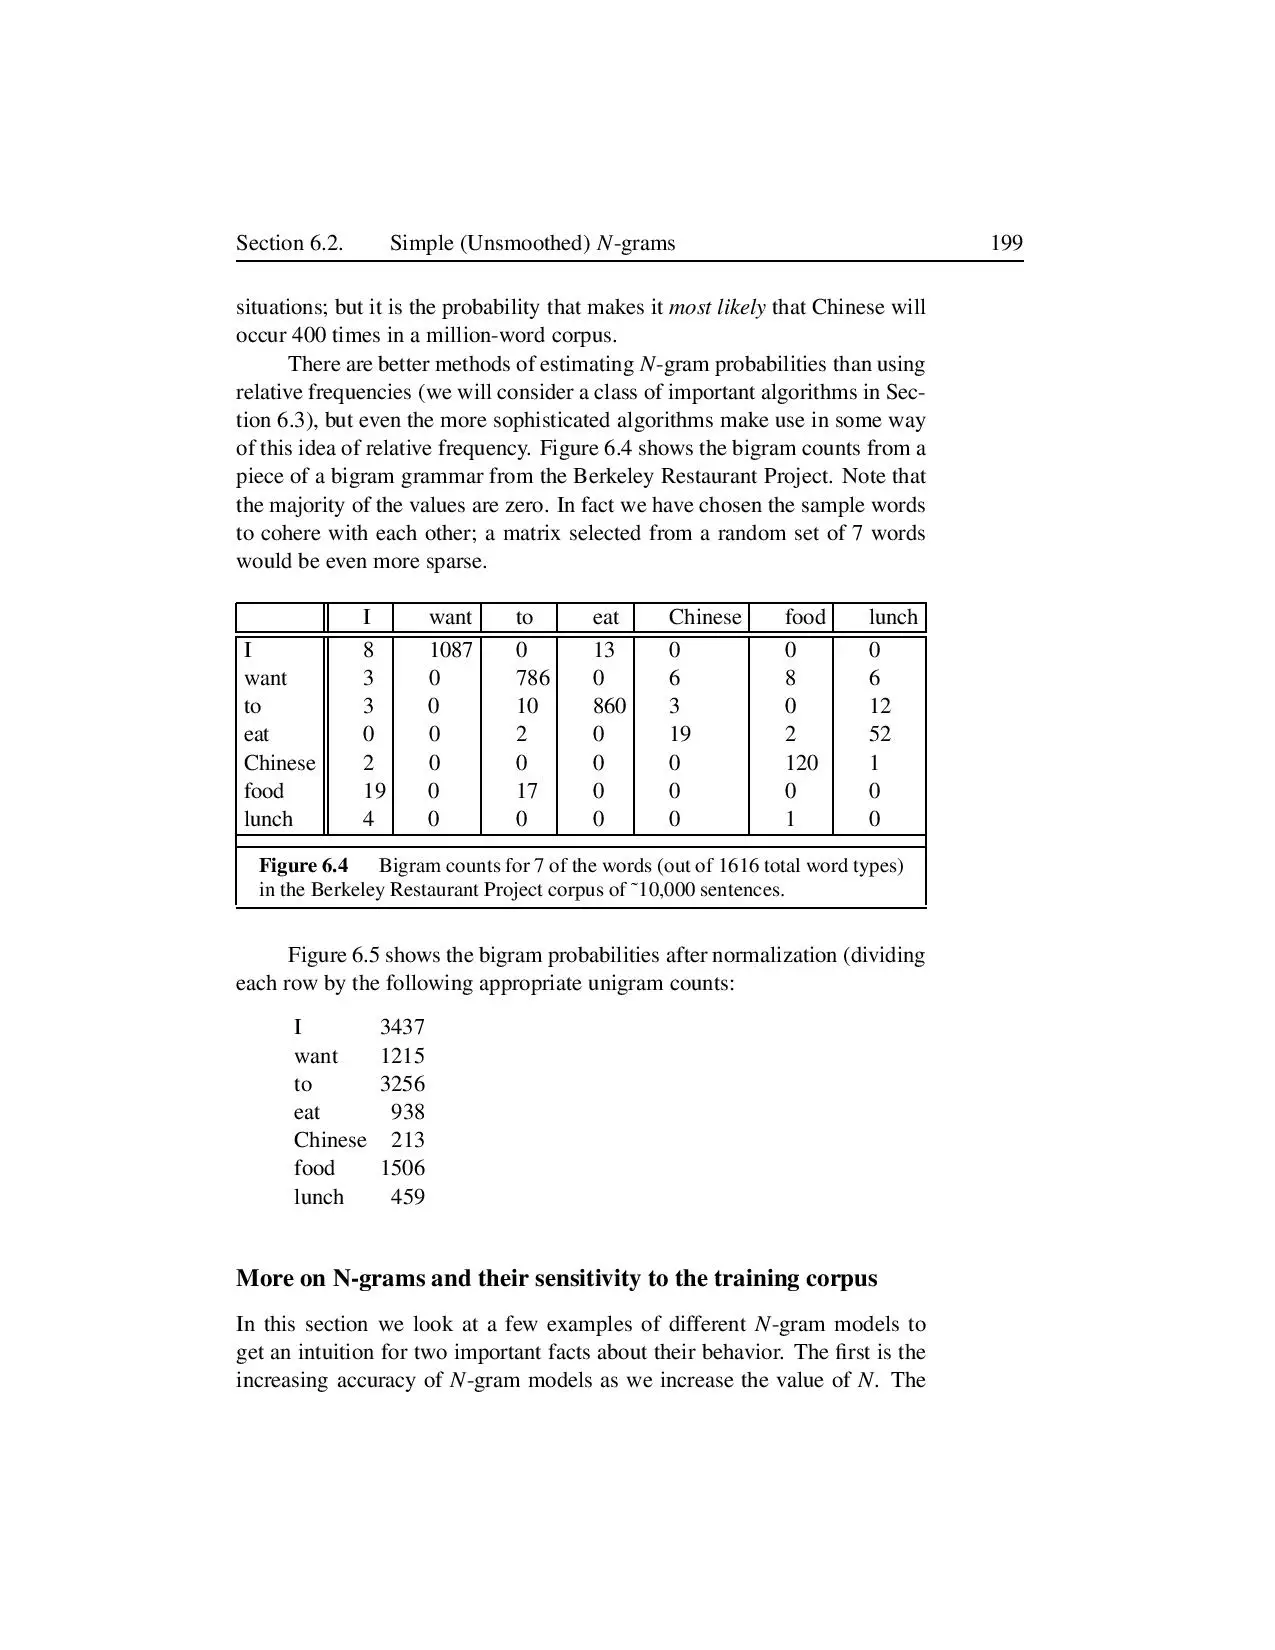 Section 6.2. Simple (Unsmoothed) N-grams 199
situations; but it is the probability that makes it most likely that Chinese will
occur 400 times in a million-word corpus.
There are better methods of estimating N-gram probabilities than using
relative frequencies (we will consider a class of important algorithms in Sec-
tion 6.3), but even the more sophisticated algorithms make use in some way
of this idea of relative frequency. Figure 6.4 shows the bigram counts from a
piece of a bigram grammar from the Berkeley Restaurant Project. Note that
the majority of the values are zero. In fact we have chosen the sample words
to cohere with each other; a matrix selected from a random set of 7 words
would be even more sparse.
I want to eat Chinese food lunch
I 8 1087 0 13 0 0 0
want 3 0 786 0 6 8 6
to 3 0 10 860 3 0 12
eat 0 0 2 0 19 2 52
Chinese 2 0 0 0 0 120 1
food 19 0 17 0 0 0 0
lunch 4 0 0 0 0 1 0
Figure 6.4 Bigram counts for 7 of the words (out of 1616 total word types)
in the Berkeley Restaurant Project corpus of ˜10,000 sentences.
Figure 6.5 shows the bigram probabilities after normalization (dividing
each row by the following appropriate unigram counts:
I 3437
want 1215
to 3256
eat 938
Chinese 213
food 1506
lunch 459
More on N-grams and their sensitivity to the training corpus
In this section we look at a few examples of different N-gram models to
get an intuition for two important facts about their behavior. The first is the
increasing accuracy of N-gram models as we increase the value of N. The